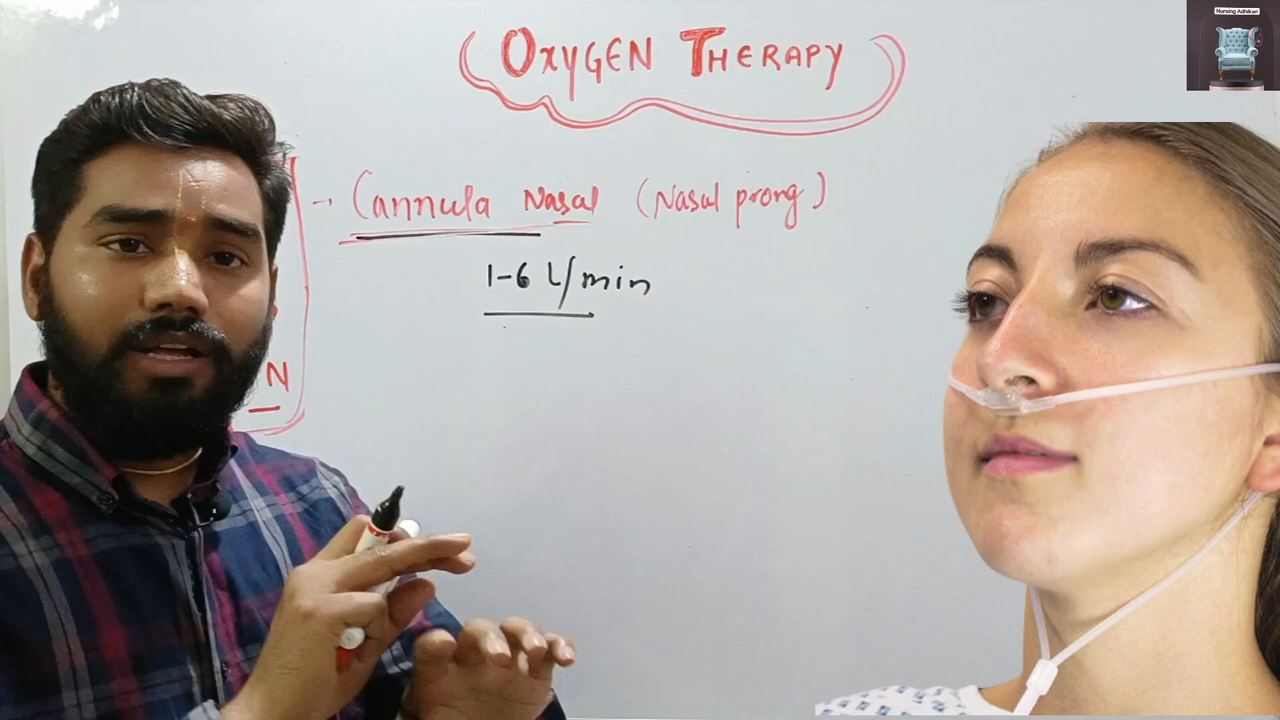 Nursing Adhikari
OXYGEN THERAPY
→ Cannula Nasal (Nasal prong)
1-6 L/min
N